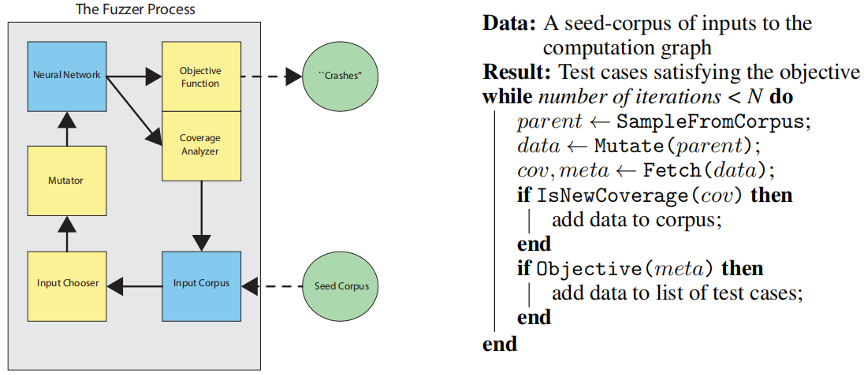 The Fuzzer Process
Neural Network
Objective
Function
``Crashes”
Coverage
Analyzer
Mutator
Input Chooser
Input Corpus
Seed Corpus
Data: A seed-corpus of inputs to the
computation graph
Result: Test cases satisfying the objective
while number of iterations < N do
parent ← SampleFromCorpus;
data ← Mutate(parent);
cov, meta ← Fetch(data);
if IsNewCoverage(cov) then
add data to corpus;
end
if Objective(meta) then
add data to list of test cases;
end
end